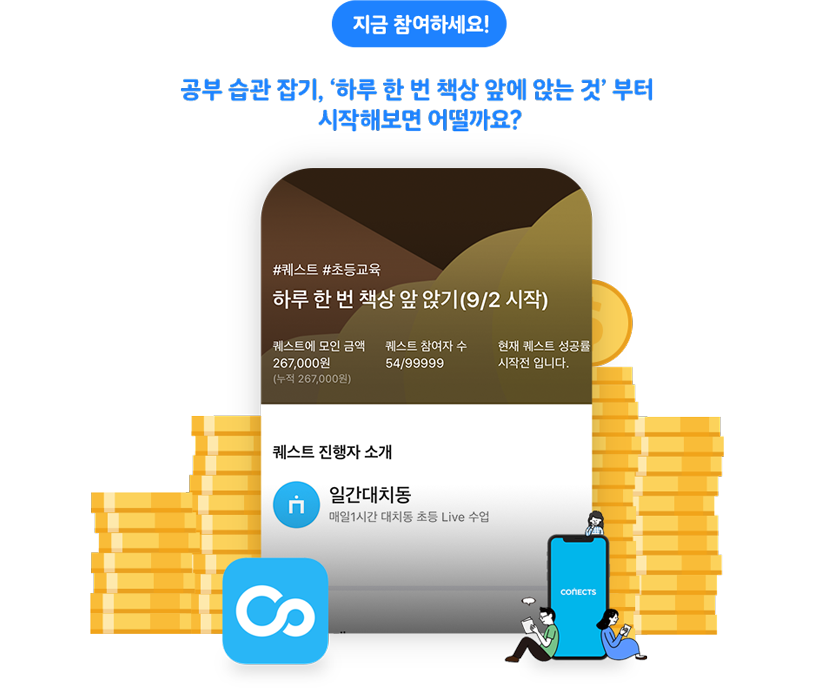 지금 참여하세요!
공부 습관 잡기, ‘하루 한 번 책상 앞에 앉는 것’ 부터
시작해보면 어떨까요?
#퀘스트 #초등교육
하루 한 번 책상 앞 앉기(9/2 시작)
퀘스트에 모인 금액 퀘스트 참여자 수 현재 퀘스트 성공률
267,000원 54/99999 시작전 입니다.
(누적 267,000원)
퀘스트 진행자 소개
일간대치동
매일1시간 대치동 초등 Live 수업
CONECTS